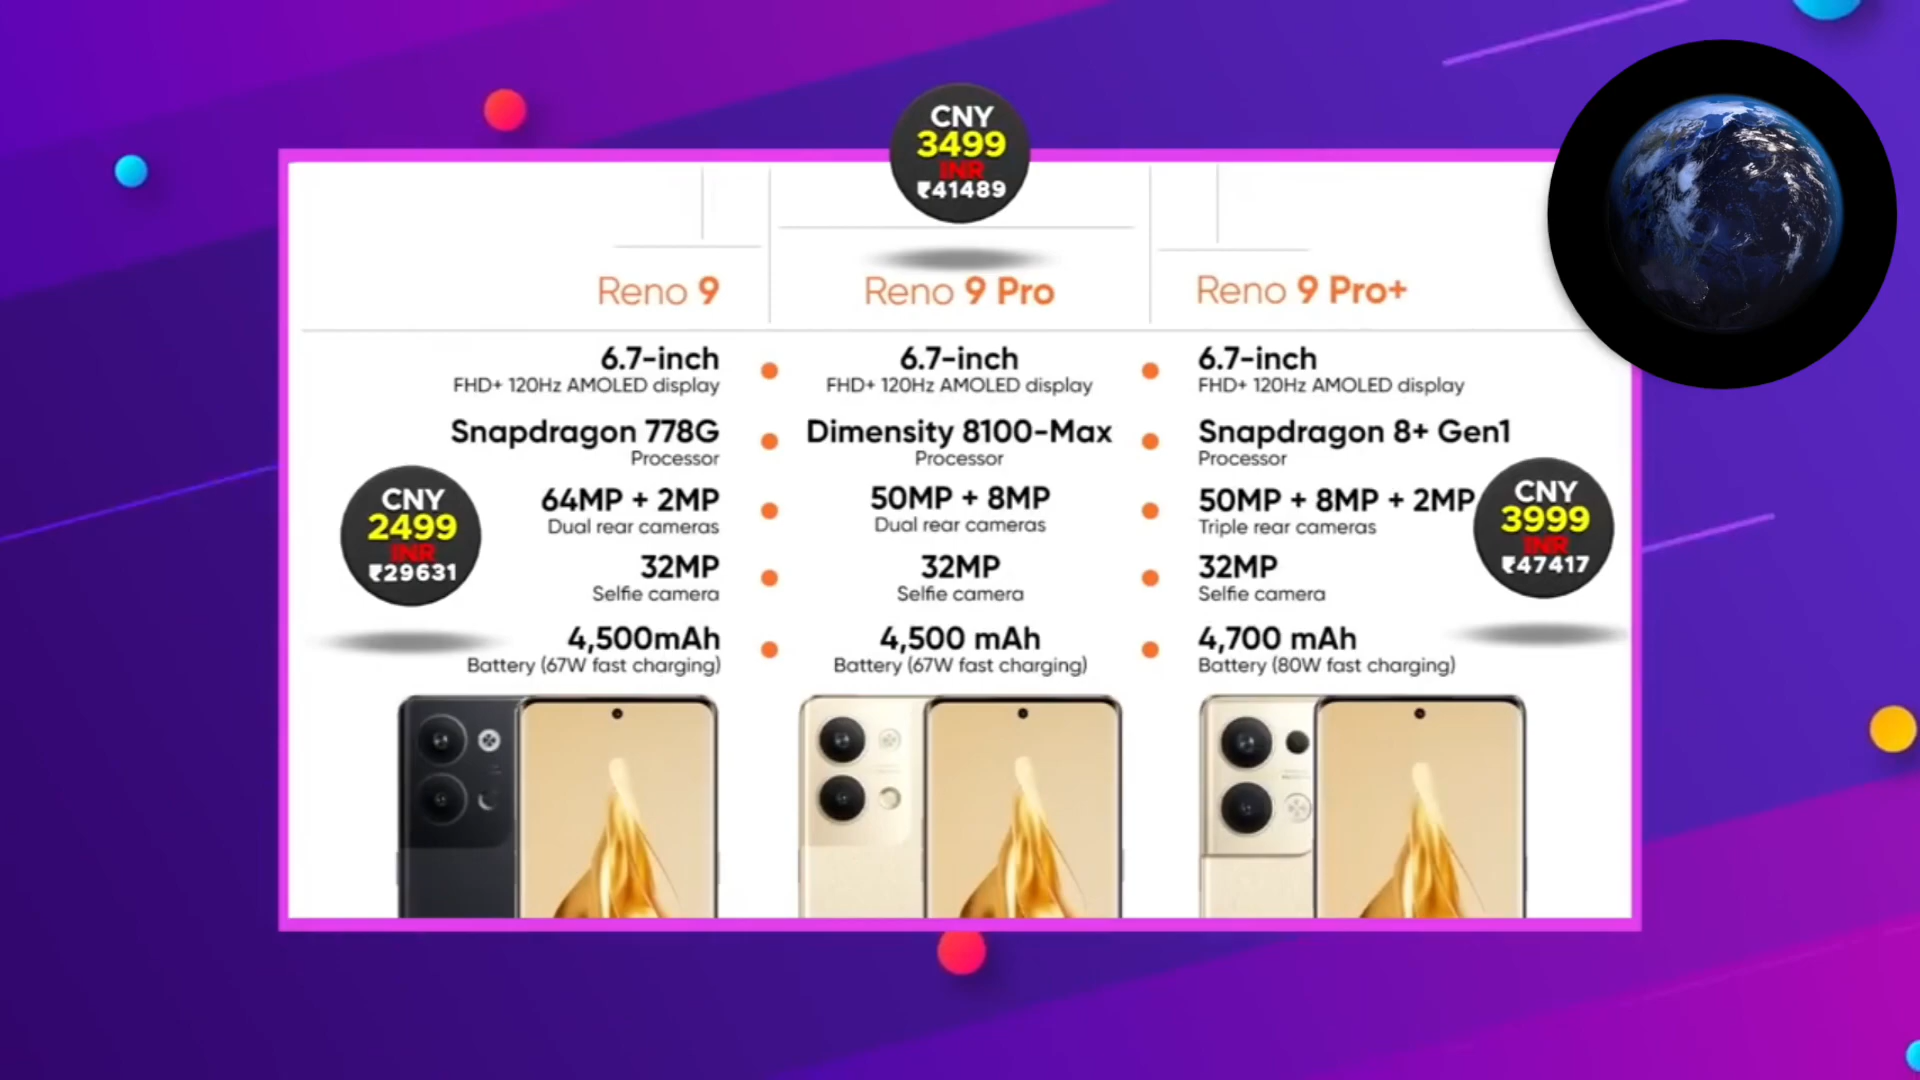 CNY
3499
INR
₹41489
Reno 9
Reno 9 Pro
Reno 9 Pro+
6.7-inch
FHD+ 120Hz AMOLED display
6.7-inch
FHD+ 120Hz AMOLED display
6.7-inch
FHD+ 120Hz AMOLED display
Snapdragon 778G
Processor
Dimensity 8100-Max
Processor
Snapdragon 8+ Gen1
Processor
CNY
2499
INR
₹29631
64MP + 2MP
Dual rear cameras
50MP + 8MP
Dual rear cameras
50MP + 8MP + 2MP
Triple rear cameras
CNY
3999
INR
₹47417
32MP
Selfie camera
32MP
Selfie camera
32MP
Selfie camera
4,500mAh
Battery (67W fast charging)
4,500 mAh
Battery (67W fast charging)
4,700 mAh
Battery (80W fast charging)